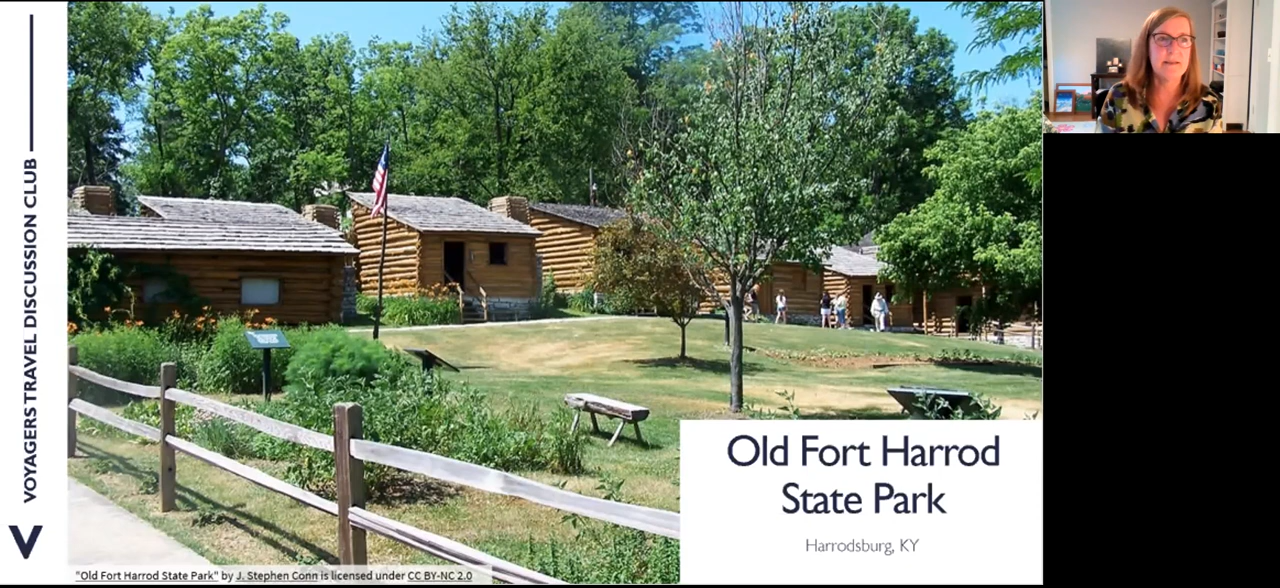 VOYAGERS TRAVEL DISCUSSION CLUB
V
Old Fort Harrod
State Park
Harrodsburg, KY
"Old Fort Harrod State Park" by J. Stephen Conn is licensed under CC BY-NC 2.0